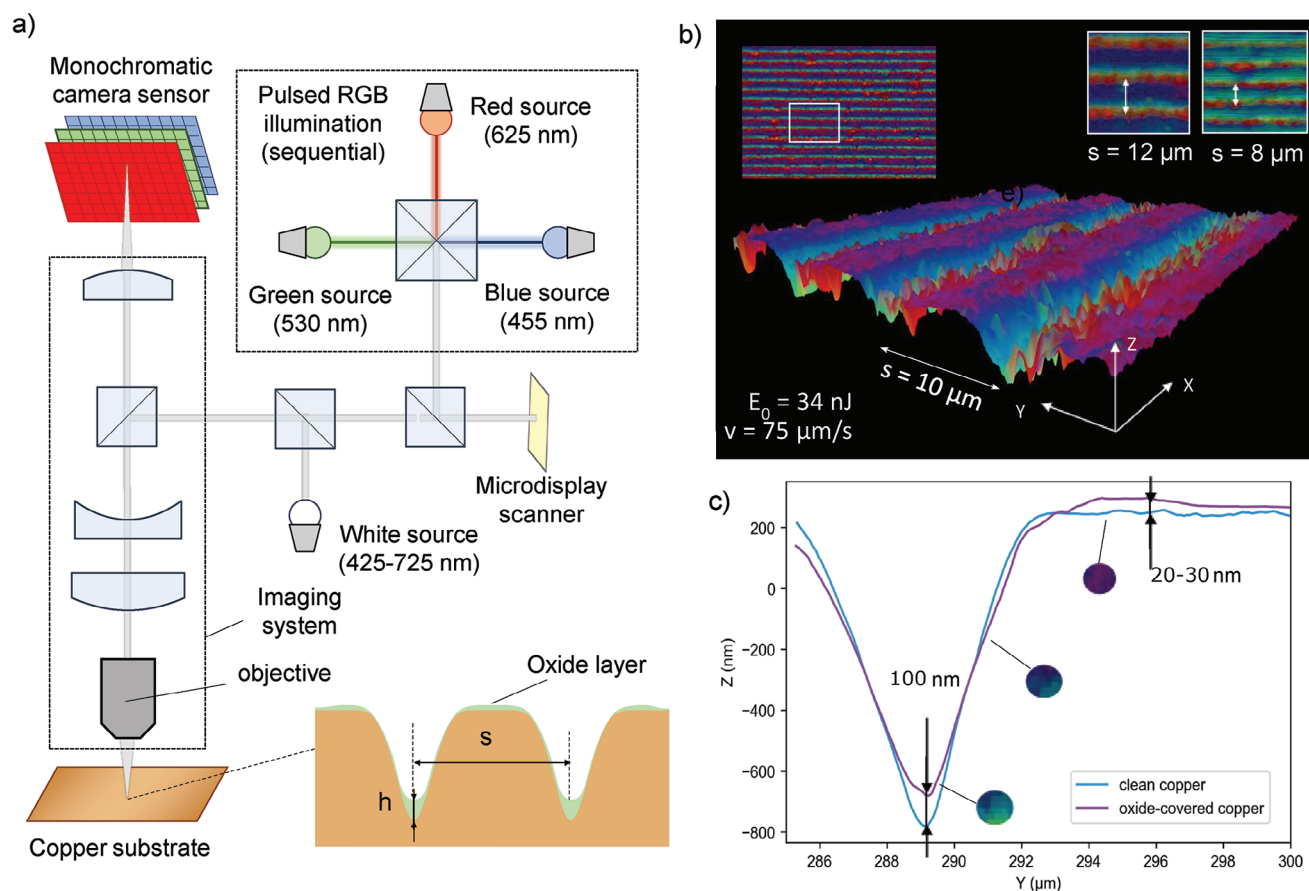 a)
Monochromatic
camera sensor
Pulsed RGB
illumination
(sequential)
Red source
(625 nm)
Green source
(530 nm)
Blue source
(455 nm)
Microdisplay
scanner
White source
(425-725 nm)
Imaging
system
objective
Copper substrate
Oxide layer
s
h
b)
s = 12 µm
s = 8 µm
e)
s = 10 µm
Z
X
Y
E0 = 34 nJ
v = 75 µm/s
c)
200
0
−200
−400
−600
−800
Z (nm)
100 nm
20-30 nm
clean copper
oxide-covered copper
286
288
290
292
294
296
298
300
Y (µm)